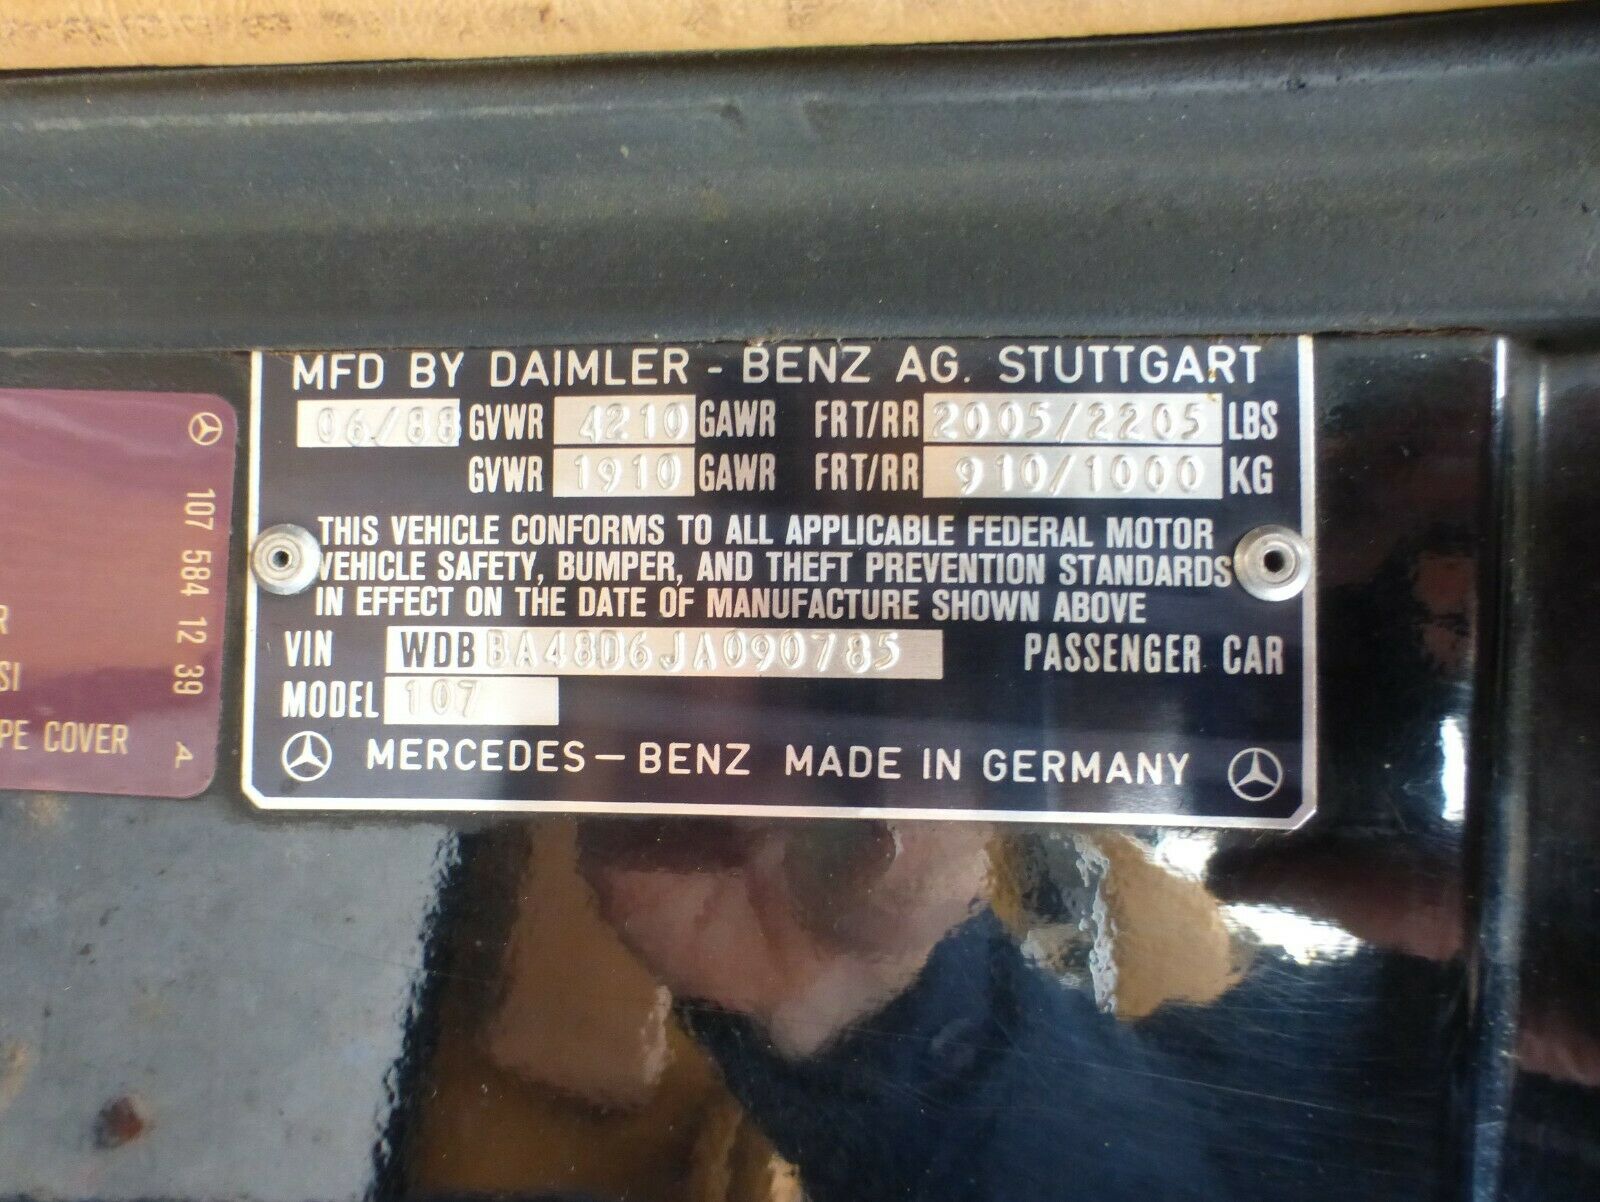 MFD BY DAIMLER - BENZ AG. STUTTGART
06/88 GVWR 4210 GAWR FRT/RR 2005/2205 LBS
GVWR 1910 GAWR FRT/RR 910/1000 KG
THIS VEHICLE CONFORMS TO ALL APPLICABLE FEDERAL MOTOR
VEHICLE SAFETY, BUMPER, AND THEFT PREVENTION STANDARDS
IN EFFECT ON THE DATE OF MANUFACTURE SHOWN ABOVE
VIN WDBBA48D6JA090785 PASSENGER CAR
MODEL 107
MERCEDES-BENZ MADE IN GERMANY
107 584 12 39 A
R
SI
PE COVER